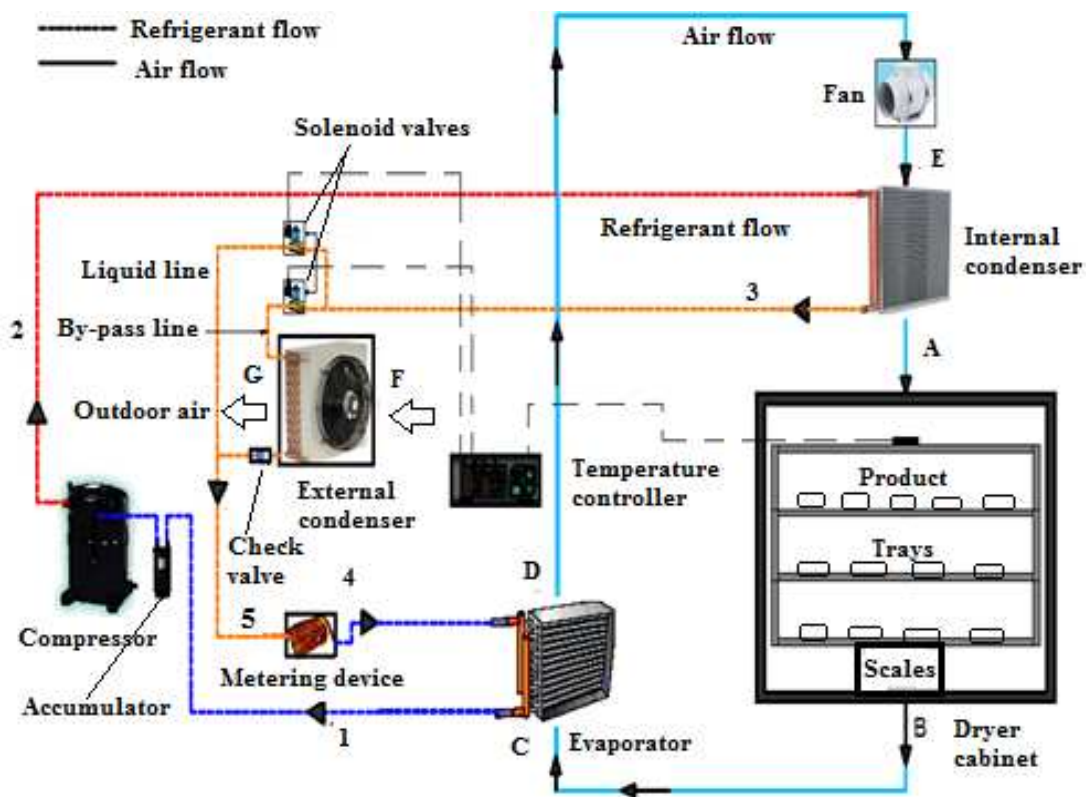 Refrigerant flow
Air flow
Air flow
Fan
Solenoid valves
E
Refrigerant flow
Internal
condenser
Liquid line
3
By-pass line
2
A
G
F
Outdoor air
Temperature
controller
Product
External
condenser
Check
valve
Trays
D
4
5
Compressor
Metering device
Scales
Accumulator
1
C
Evaporator
B
Dryer
cabinet